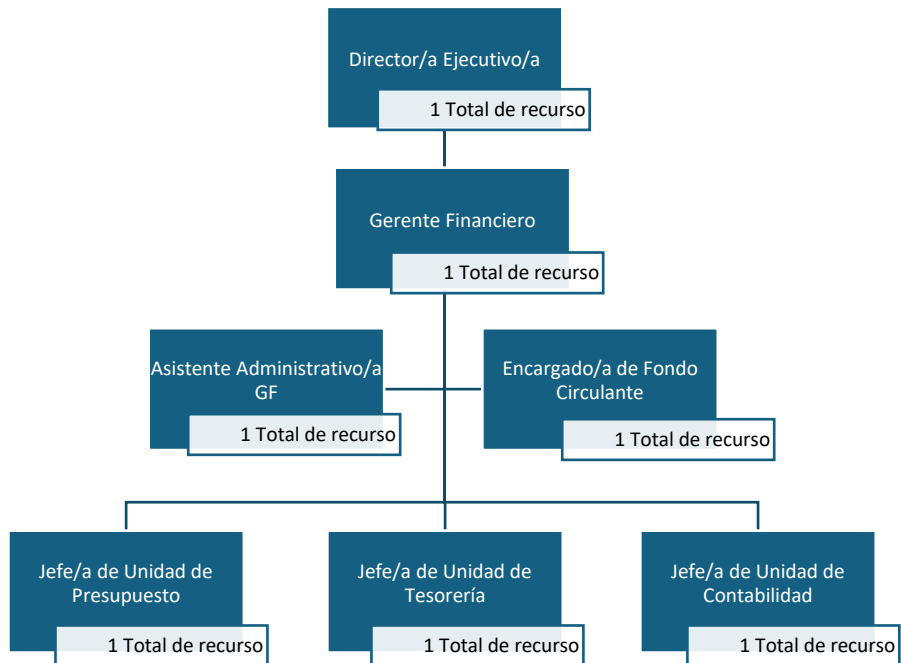 Director/a Ejecutivo/a
1 Total de recurso
Gerente Financiero
1 Total de recurso
Asistente Administrativo/a
GF
1 Total de recurso
Encargado/a de Fondo
Circulante
1 Total de recurso
Jefe/a de Unidad de
Presupuesto
1 Total de recurso
Jefe/a de Unidad de
Tesorería
1 Total de recurso
Jefe/a de Unidad de
Contabilidad
1 Total de recurso